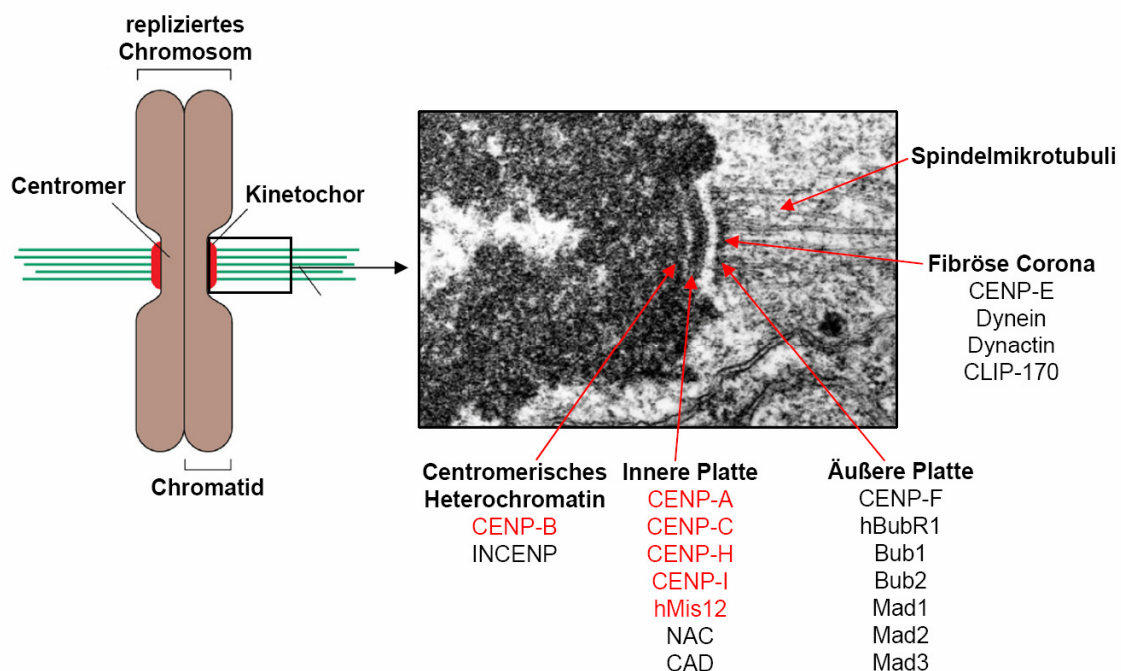 repliziertes
Chromosom
Centromer
Kinetochor
Chromatid
Spindelmikrotubuli
Fibröse Corona
CENP-E
Dynein
Dynactin
CLIP-170
Centromerisches
Heterochromatin
CENP-B
INCENP
Innere Platte
CENP-A
CENP-C
CENP-H
CENP-I
hMis12
NAC
CAD
Äußere Platte
CENP-F
hBubR1
Bub1
Bub2
Mad1
Mad2
Mad3